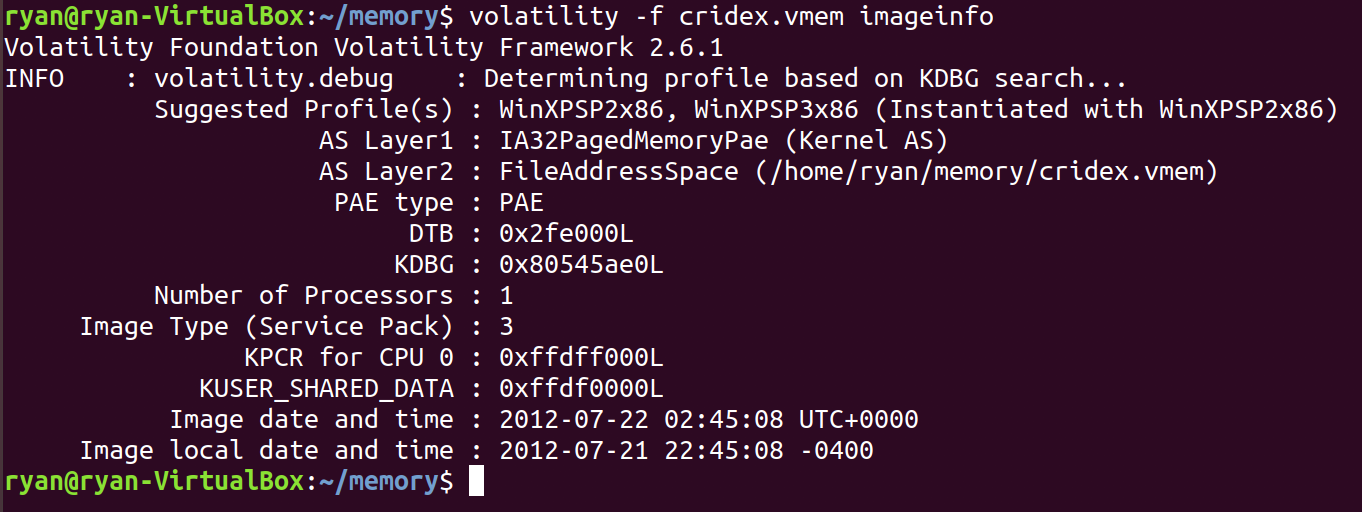 ryan@ryan-VirtualBox:~/memory$ volatility -f cridex.vmem imageinfo
Volatility Foundation Volatility Framework 2.6.1
INFO    : volatility.debug    : Determining profile based on KDBG search...
          Suggested Profile(s) : WinXPSP2x86, WinXPSP3x86 (Instantiated with WinXPSP2x86)
                     AS Layer1 : IA32PagedMemoryPae (Kernel AS)
                     AS Layer2 : FileAddressSpace (/home/ryan/memory/cridex.vmem)
                      PAE type : PAE
                           DTB : 0x2fe000L
                          KDBG : 0x80545ae0L
          Number of Processors : 1
     Image Type (Service Pack) : 3
                KPCR for CPU 0 : 0xffdff000L
             KUSER_SHARED_DATA : 0xffdf0000L
           Image date and time : 2012-07-22 02:45:08 UTC+0000
     Image local date and time : 2012-07-21 22:45:08 -0400
ryan@ryan-VirtualBox:~/memory$